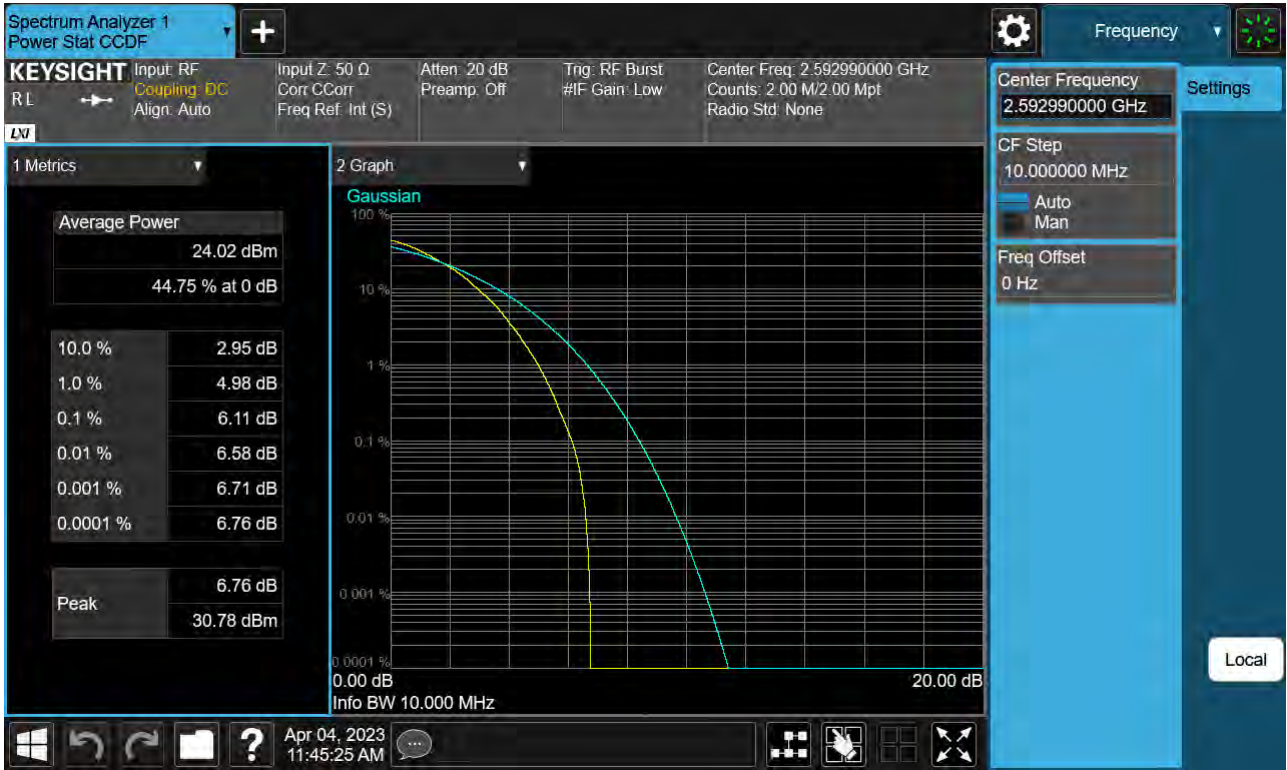 Spectrum Analyzer 1
Power Stat CCDF
Frequency
KEYSIGHT
R L
LXI
Input: RF
Coupling: DC
Align: Auto
Input Z: 50 Ω
Corr CCorr
Freq Ref: Int (S)
Atten: 20 dB
Preamp: Off
Trig: RF Burst
#IF Gain: Low
Center Freq: 2.592990000 GHz
Counts: 2.00 M/2.00 Mpt
Radio Std: None
Center Frequency
2.592990000 GHz
Settings
CF Step
10.000000 MHz
Auto
Man
Freq Offset
0 Hz
1 Metrics
Average Power
24.02 dBm
44.75 % at 0 dB
10.0 % 2.95 dB
1.0 % 4.98 dB
0.1 % 6.11 dB
0.01 % 6.58 dB
0.001 % 6.71 dB
0.0001 % 6.76 dB
Peak
6.76 dB
30.78 dBm
2 Graph
Gaussian
100 %
10 %
1 %
0.1 %
0.01 %
0.001 %
0.0001 %
0.00 dB 20.00 dB
Info BW 10.000 MHz
Local
?
Apr 04, 2023
11:45:25 AM